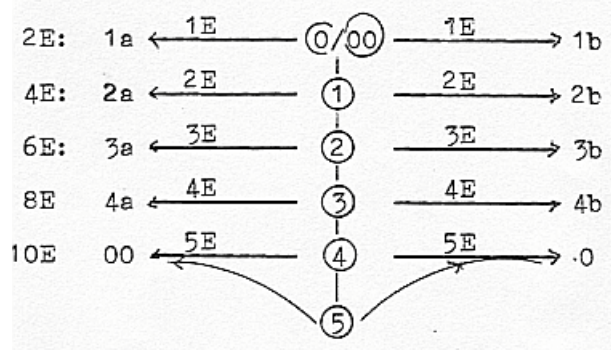 2E: 1a 1E 0/00 1E 1b
4E: 2a 2E 1 2E 2b
6E: 3a 3E 2 3E 3b
8E 4a 4E 3 4E 4b
10E 00 5E 4 5E .0
5